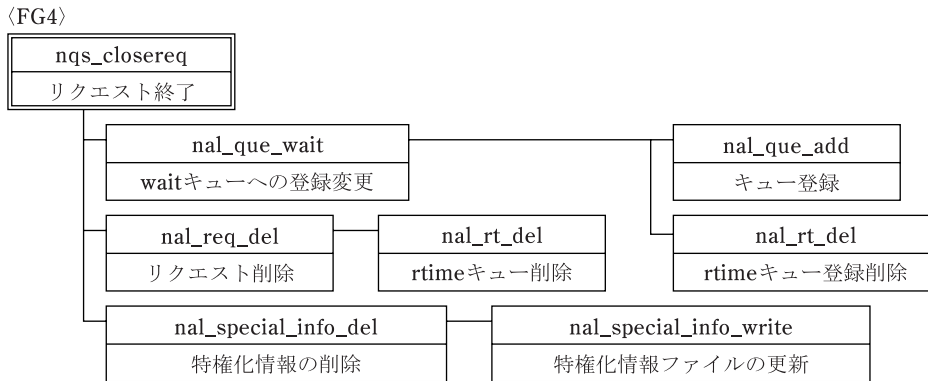 〈FG4〉
nqs_closereq
リクエスト終了
nal_que_wait
waitキューへの登録変更
nal_que_add
キュー登録
nal_req_del
リクエスト削除
nal_rt_del
rtimeキュー削除
nal_rt_del
rtimeキュー登録削除
nal_special_info_del
特権化情報の削除
nal_special_info_write
特権化情報ファイルの更新